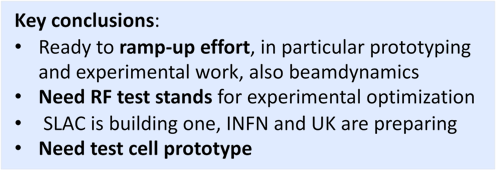 Key conclusions:
• Ready to ramp-up effort, in particular prototyping
and experimental work, also beamdynamics
• Need RF test stands for experimental optimization
• SLAC is building one, INFN and UK are preparing
• Need test cell prototype